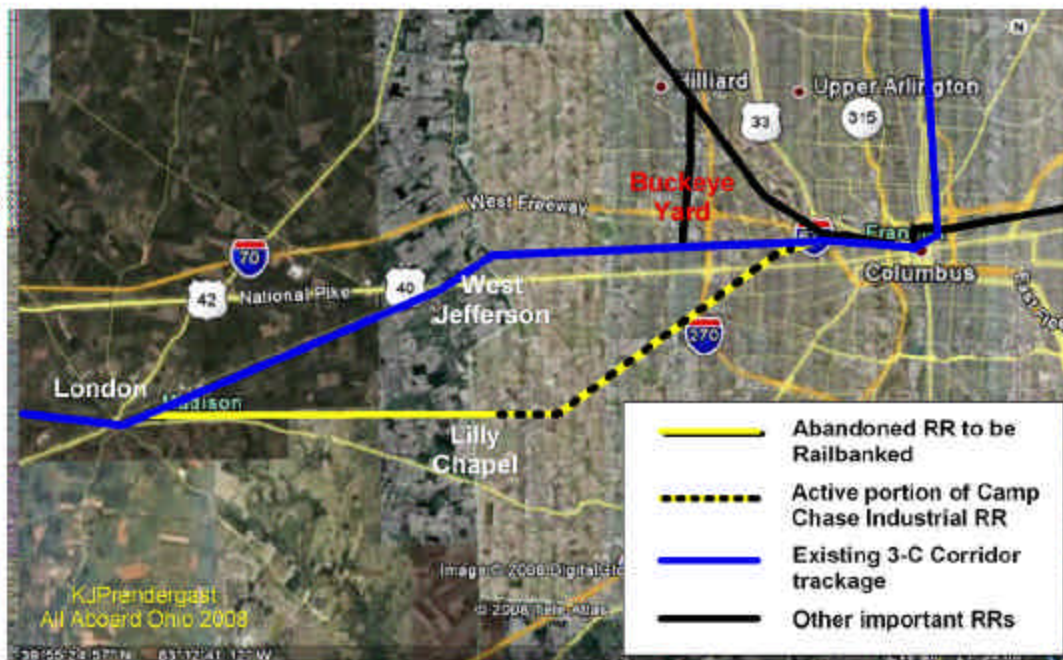 N
Hilliard
Upper Arlington
33
315
Buckeye
Yard
West Freeway
70
Columbus
42
National Pike
40
West
Jefferson
270
London
Madison
Lilly
Chapel
Abandoned RR to be
Railbanked
Active portion of Camp
Chase Industrial RR
Existing 3-C Corridor
trackage
Other important RRs
KJPrendergast
All Aboard Ohio 2008
Image © 2008
© 2008 Tele Atlas